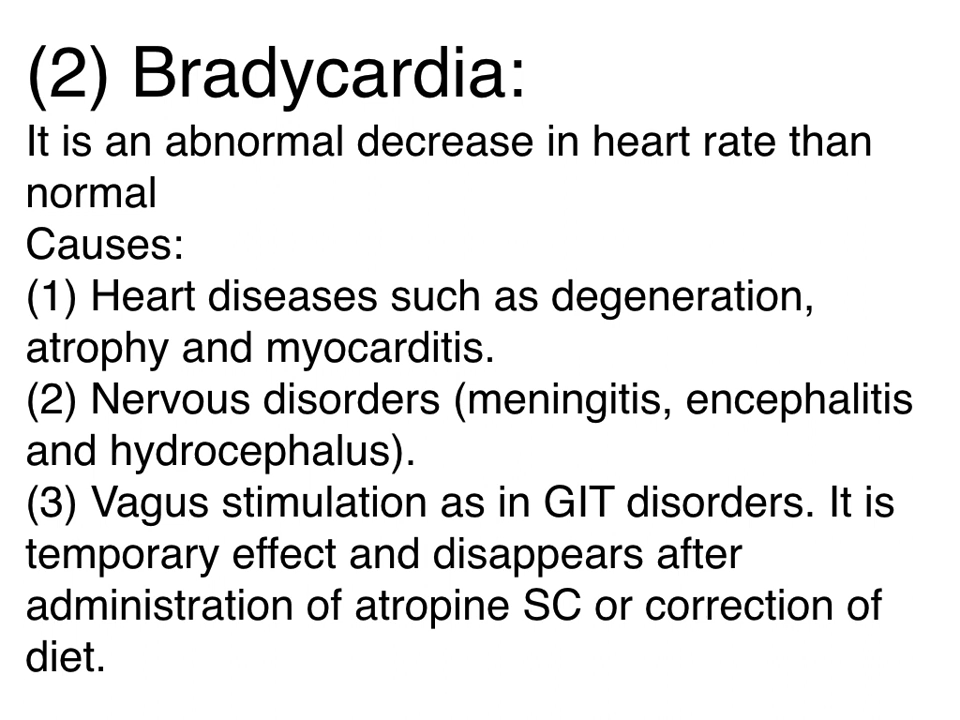 (2) Bradycardia:
It is an abnormal decrease in heart rate than
normal
Causes:
(1) Heart diseases such as degeneration,
atrophy and myocarditis.
(2) Nervous disorders (meningitis, encephalitis
and hydrocephalus).
(3) Vagus stimulation as in GIT disorders. It is
temporary effect and disappears after
administration of atropine SC or correction of
diet.